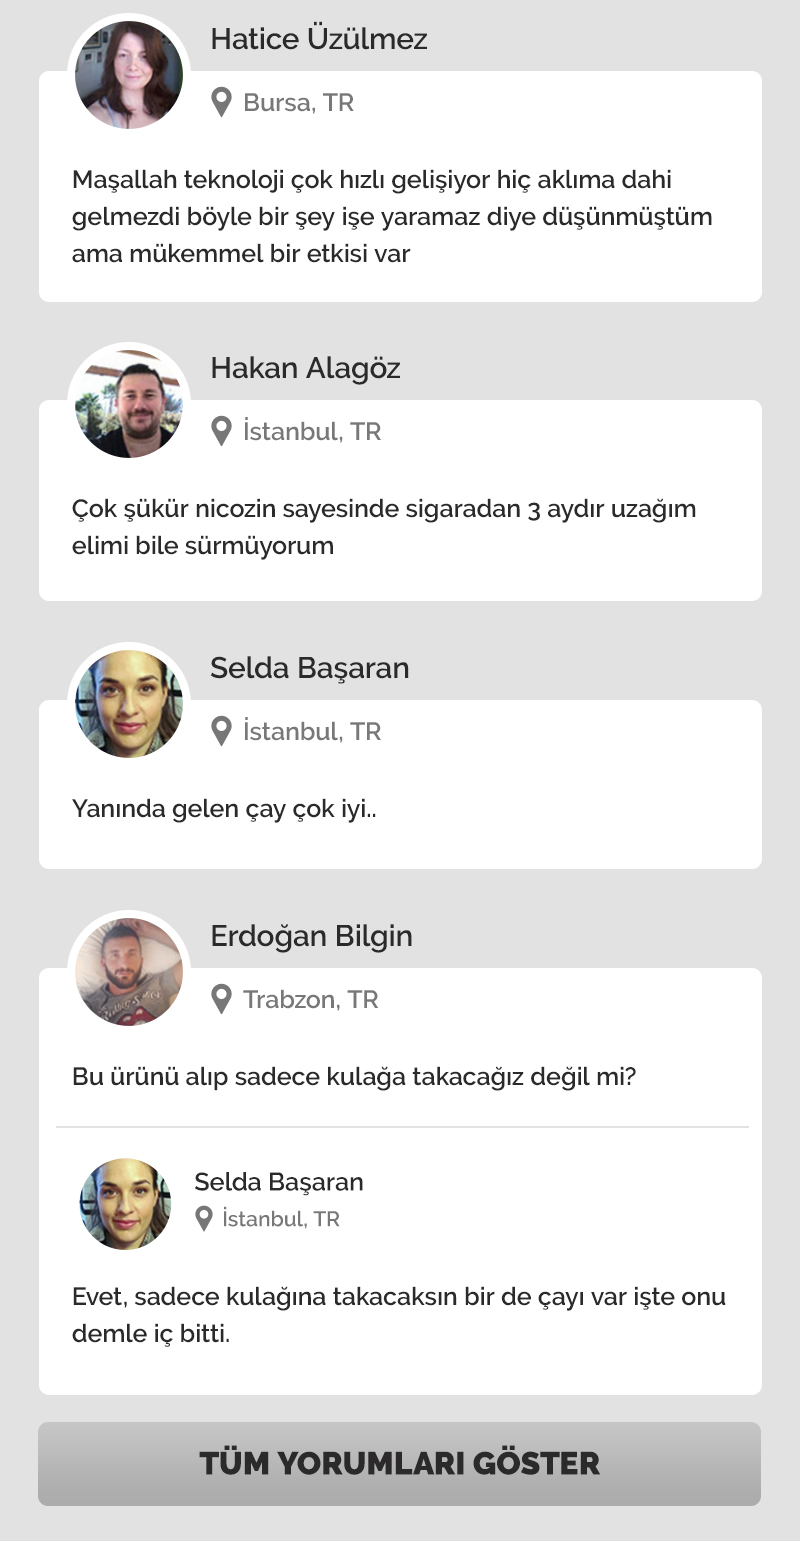 Hatice Üzülmez
Bursa, TR
Maşallah teknoloji çok hızlı gelişiyor hiç aklıma dahi
gelmezdi böyle bir şey işe yaramaz diye düşünmüştüm
ama mükemmel bir etkisi var
Hakan Alagöz
İstanbul, TR
Çok şükür nicozin sayesinde sigaradan 3 aydır uzağım
elimi bile sürmüyorum
Selda Başaran
İstanbul, TR
Yanında gelen çay çok iyi..
Erdoğan Bilgin
Trabzon, TR
Bu ürünü alıp sadece kulağa takacağız değil mi?
Selda Başaran
İstanbul, TR
Evet, sadece kulağına takacaksın bir de çayı var işte onu
demle iç bitti.
TÜM YORUMLARI GÖSTER